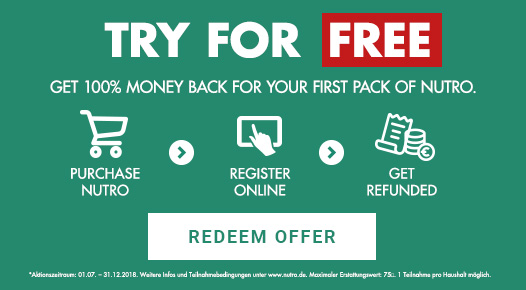 TRY FOR FREE
GET 100% MONEY BACK FOR YOUR FIRST PACK OF NUTRO.
PURCHASE
NUTRO
REGISTER
ONLINE
GET
REFUNDED
REDEEM OFFER
*Aktionszeitraum: 01.07. – 31.12.2018. Weitere Infos und Teilnahmebedingungen unter www.nutro.de. Maximaler Erstattungswert: 75:-. 1 Teilnahme pro Haushalt möglich.